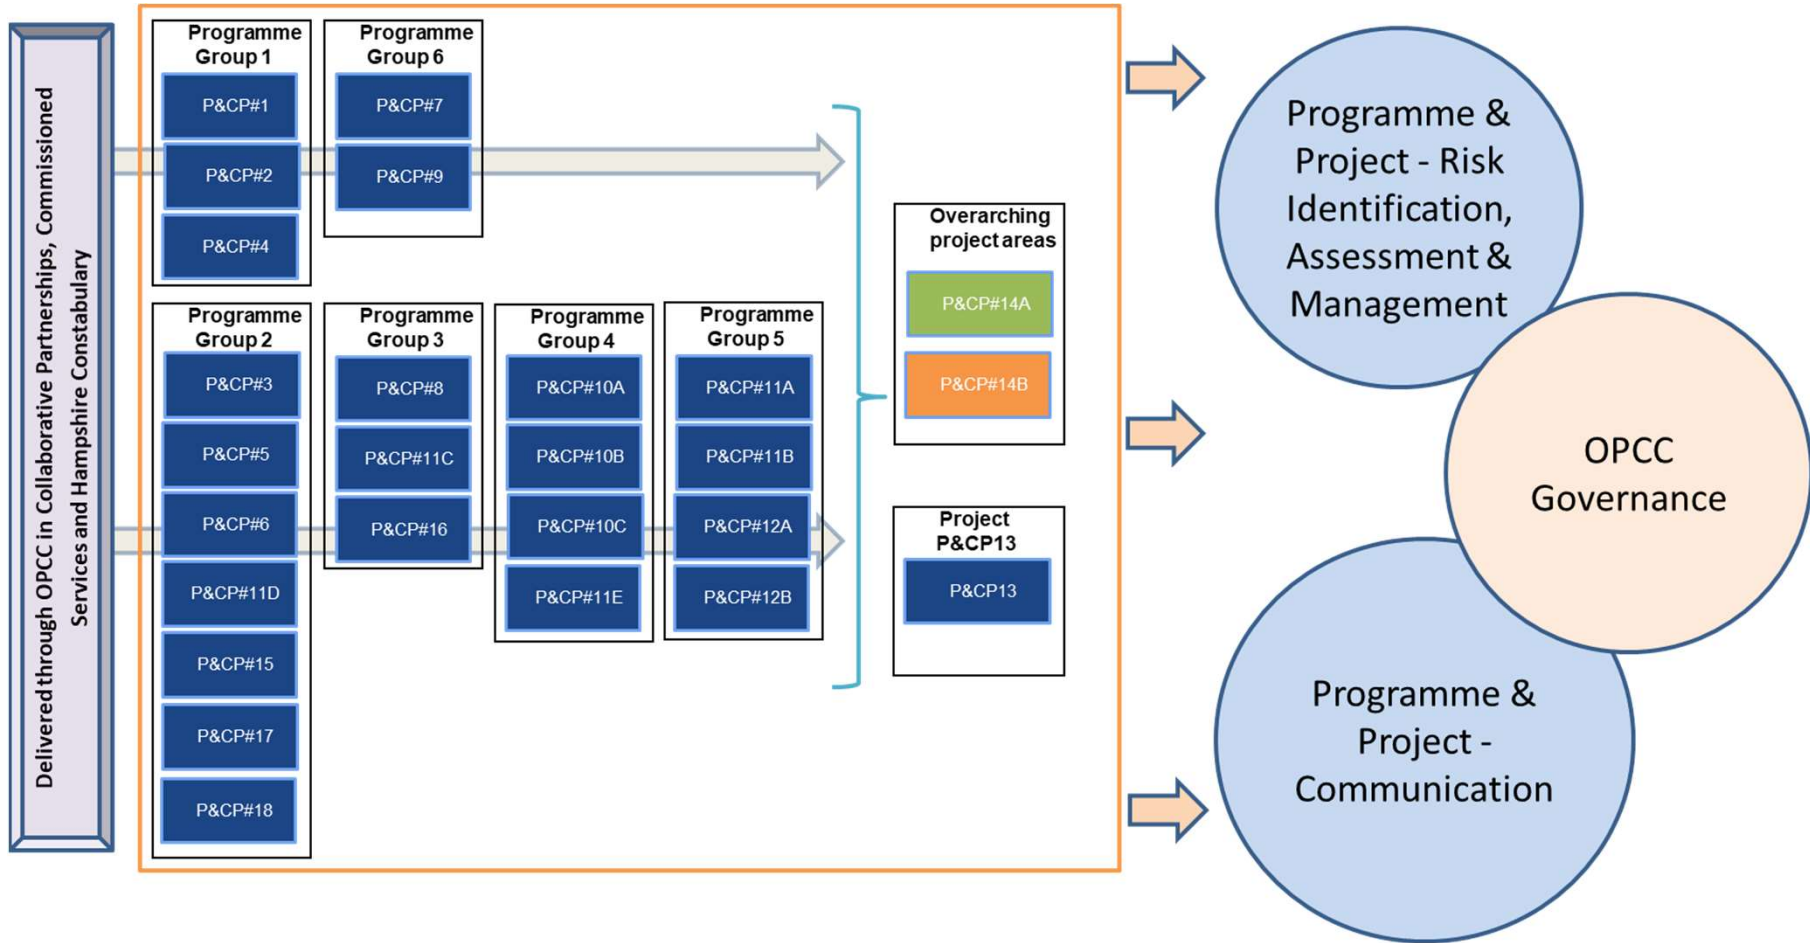 Delivered through OPCC in Collaborative Partnerships, Commissioned
Services and Hampshire Constabulary
Programme
Group 1
P&CP#1
P&CP#2
P&CP#4
Programme
Group 6
P&CP#7
P&CP#9
Programme
Group 2
P&CP#3
P&CP#5
P&CP#6
P&CP#11D
P&CP#15
P&CP#17
P&CP#18
Programme
Group 3
P&CP#8
P&CP#11C
P&CP#16
Programme
Group 4
P&CP#10A
P&CP#10B
P&CP#10C
P&CP#11E
Programme
Group 5
P&CP#11A
P&CP#11B
P&CP#12A
P&CP#12B
Overarching
project areas
P&CP#14A
P&CP#14B
Project
P&CP13
P&CP13
Programme &
Project - Risk
Identification,
Assessment &
Management
OPCC
Governance
Programme &
Project -
Communication